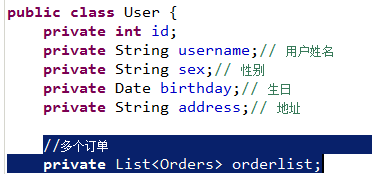 public class User {
private int id;
private String username;// 用户姓名
private String sex;// 性别
private Date birthday;// 生日
private String address;// 地址
//多个订单
private List<Orders> orderlist;